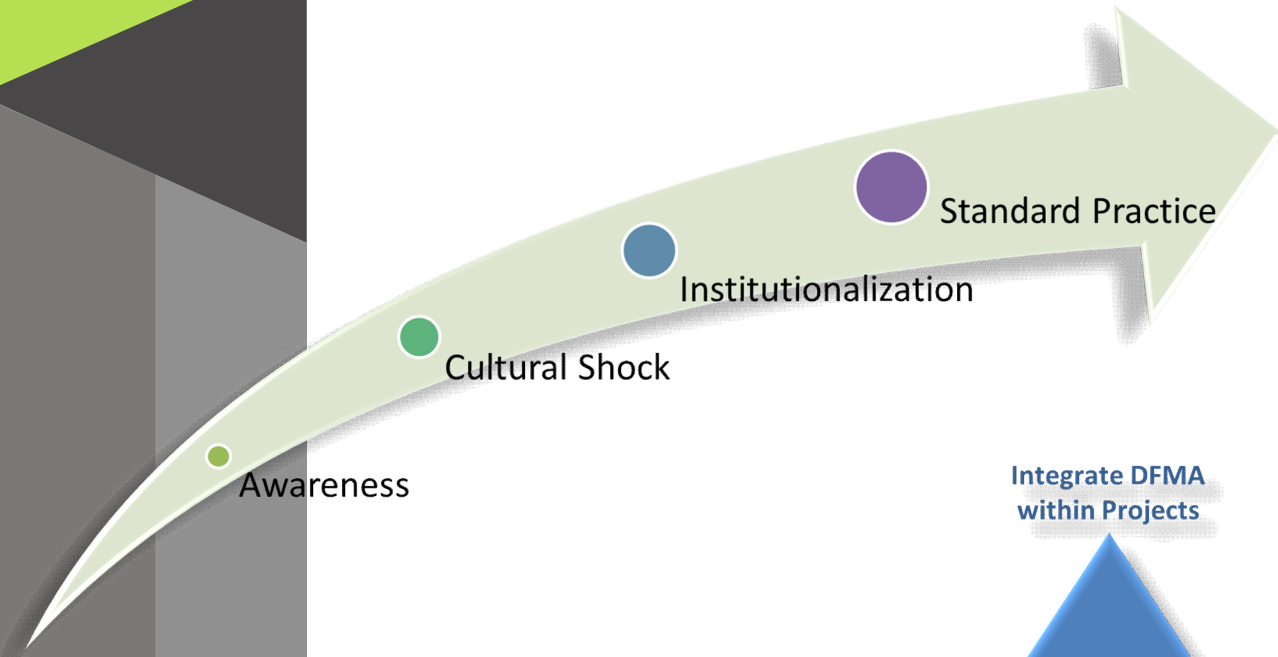 Standard Practice
Institutionalization
Cultural Shock
Awareness
Integrate DFMA
within Projects